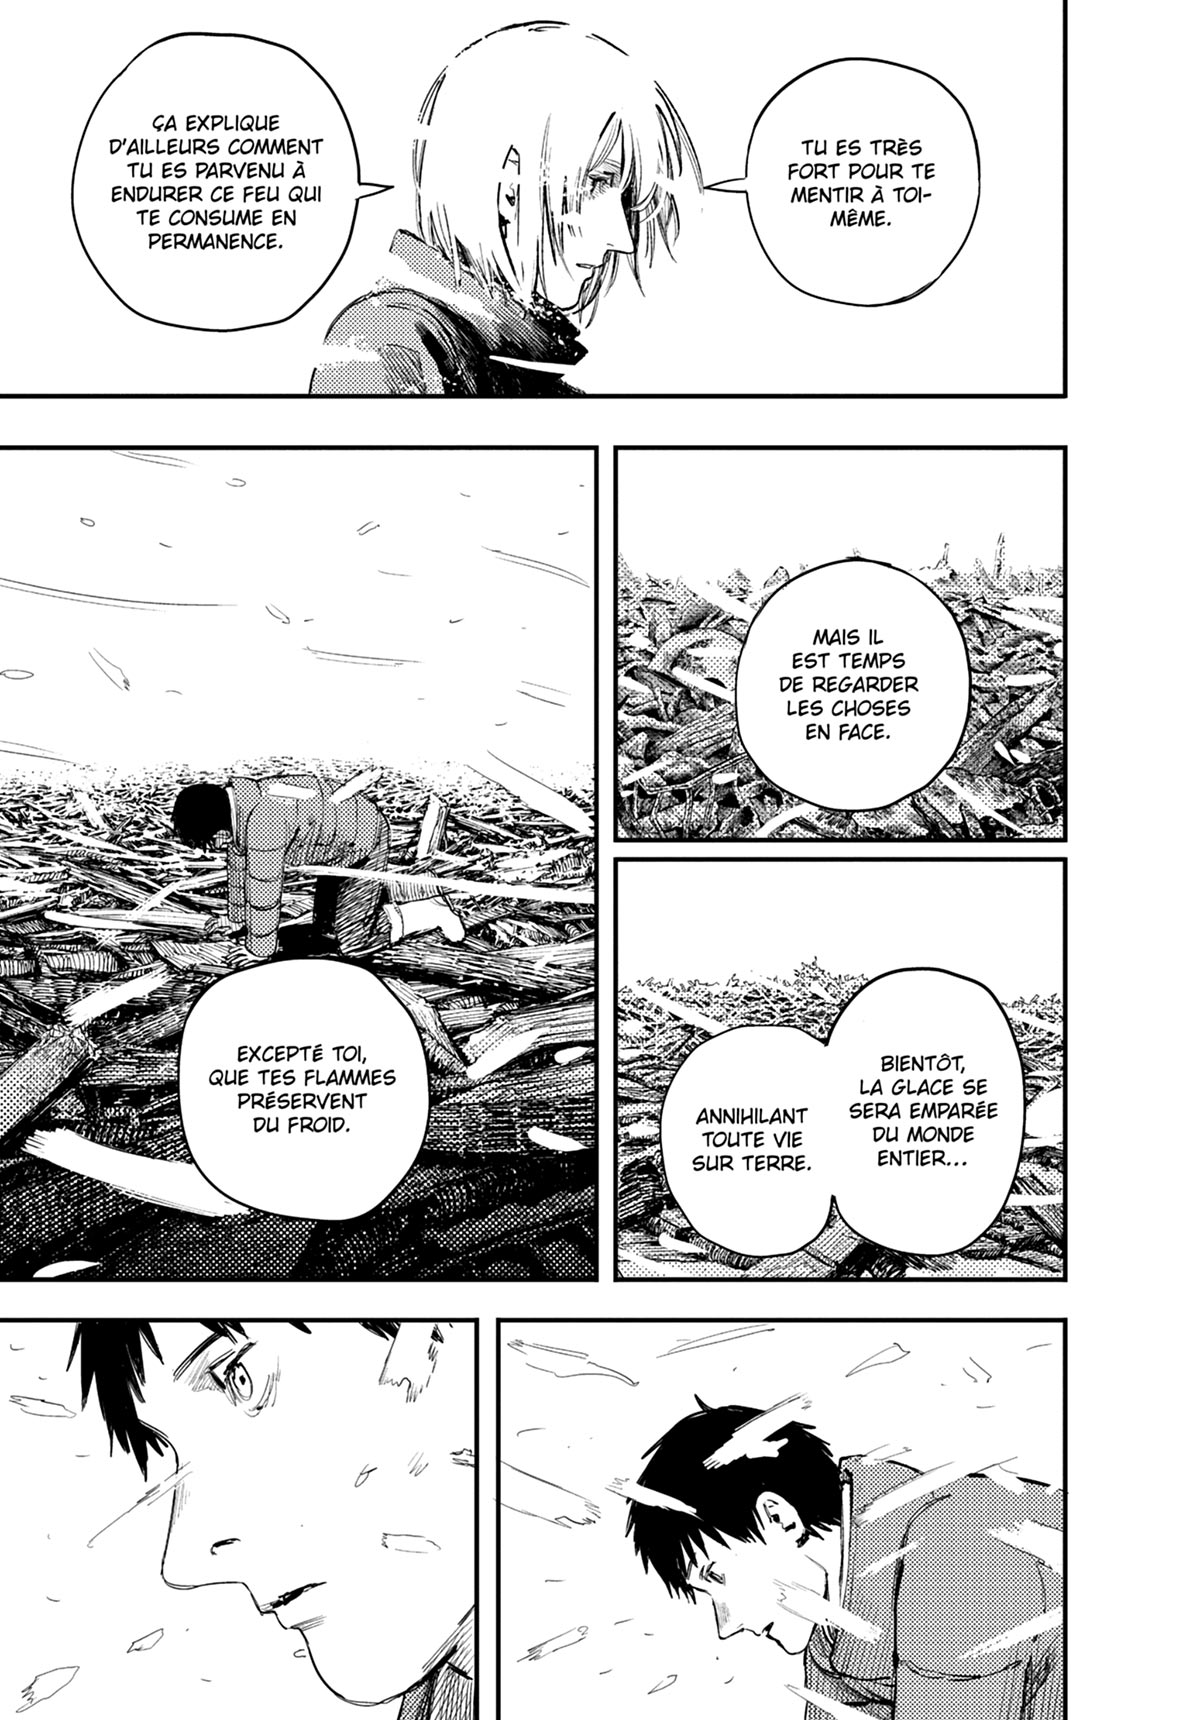 TU ES TRÈS
FORT POUR TE
MENTIR À TOI-
MÊME.
ÇA EXPLIQUE
D'AILLEURS COMMENT
TU ES PARVENU À
ENDURER CE FEU QUI
TE CONSUME EN
PERMANENCE.
MAIS IL
EST TEMPS
DE REGARDER
LES CHOSES
EN FACE.
BIENTÔT,
LA GLACE SE
SERA EMPARÉE
DU MONDE
ENTIER...
ANNIHILANT
TOUTE VIE
SUR TERRE.
EXCEPTÉ TOI,
QUE TES FLAMMES
PRÉSERVENT
DU FROID.